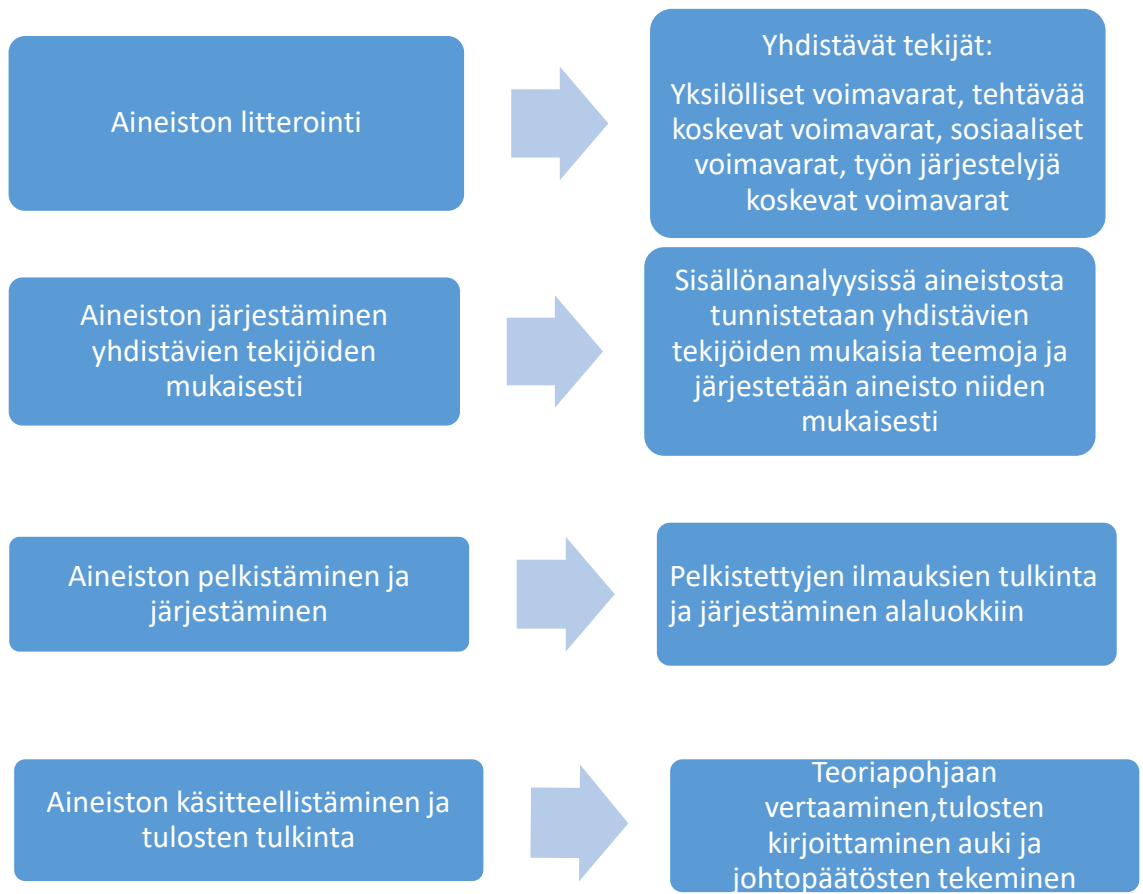 Aineiston litterointi
Yhdistävät tekijät:
Yksilölliset voimavarat, tehtävää
koskevat voimavarat, sosiaaliset
voimavarat, työn järjestelyjä
koskevat voimavarat
Aineiston järjestäminen
yhdistävien tekijöiden
mukaisesti
Sisällönanalyysissä aineistosta
tunnistetaan yhdistävien
tekijöiden mukaisia teemoja ja
järjestetään aineisto niiden
mukaisesti
Aineiston pelkistäminen ja
järjestäminen
Pelkistettyjen ilmauksien tulkinta
ja järjestäminen alaluokkiin
Aineiston käsitteellistäminen ja
tulosten tulkinta
Teoriapohjaan
vertaaminen,tulosten
kirjoittaminen auki ja
johtopäätösten tekeminen